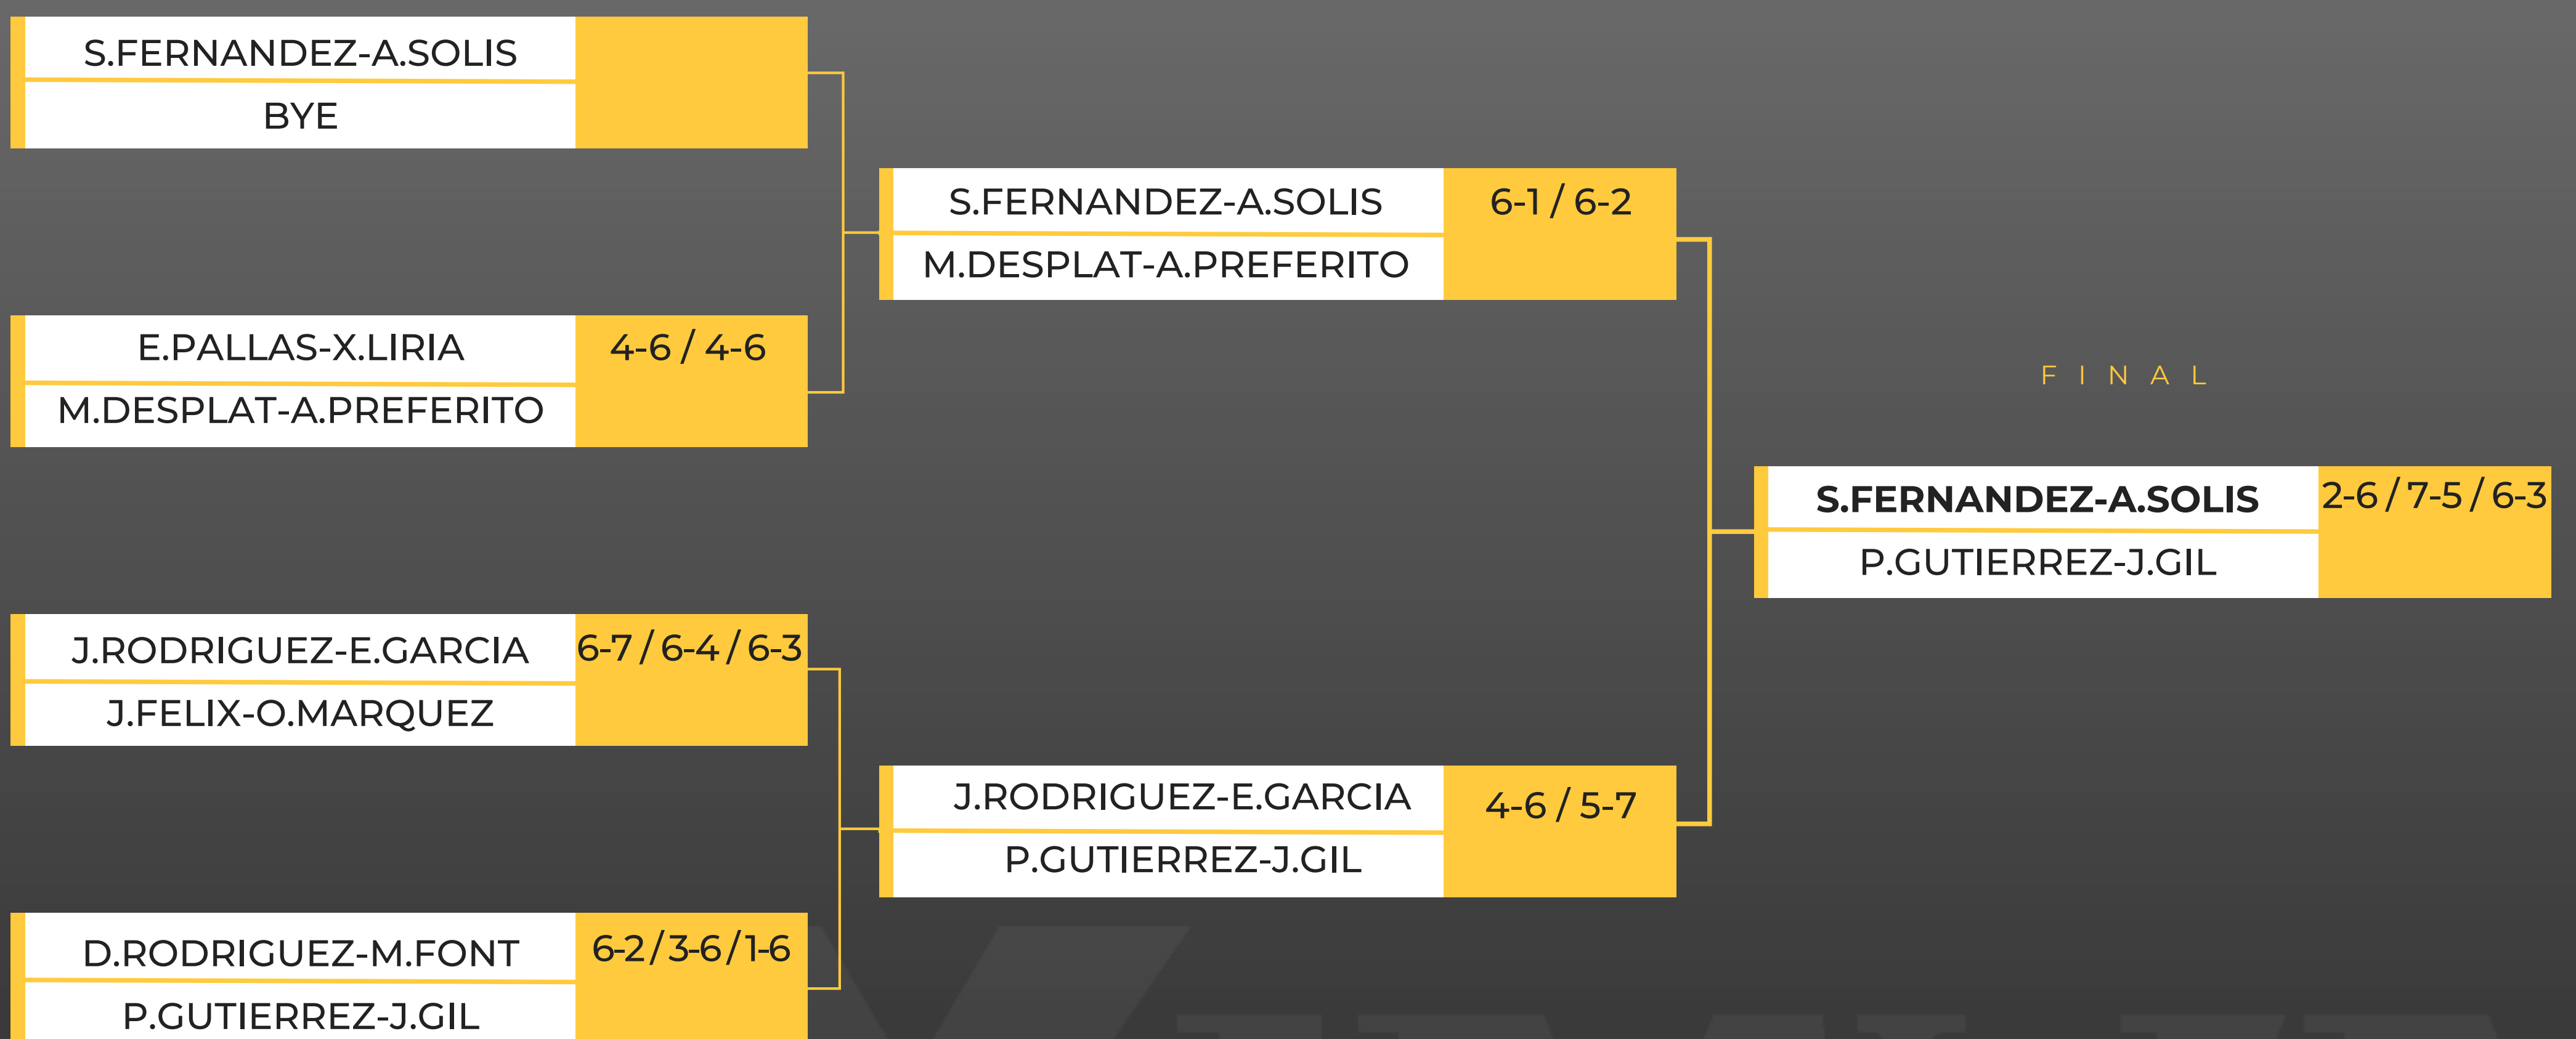 S.FERNANDEZ-A.SOLIS
BYE
E.PALLAS-X.LIRIA
4-6 / 4-6
M.DESPLAT-A.PREFERITO
J.RODRIGUEZ-E.GARCIA
6-7 / 6-4 / 6-3
J.FELIX-O.MARQUEZ
D.RODRIGUEZ-M.FONT
6-2 / 3-6 / 1-6
P.GUTIERREZ-J.GIL
S.FERNANDEZ-A.SOLIS
6-1 / 6-2
M.DESPLAT-A.PREFERITO
J.RODRIGUEZ-E.GARCIA
4-6 / 5-7
P.GUTIERREZ-J.GIL
FINAL
S.FERNANDEZ-A.SOLIS
2-6 / 7-5 / 6-3
P.GUTIERREZ-J.GIL